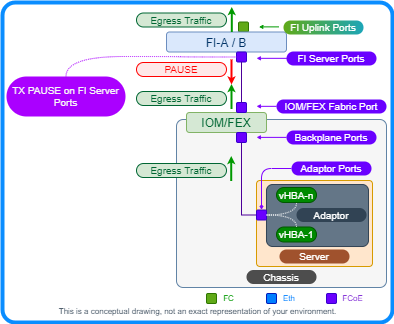 Egress Traffic
FI Uplink Ports
FI-A / B
FI Server Ports
PAUSE
TX PAUSE on FI Server
Ports
Egress Traffic
IOM/FEX Fabric Port
IOM/FEX
Backplane Ports
Egress Traffic
Adaptor Ports
vHBA-n
Adaptor
vHBA-1
Server
Chassis
FC
Eth
FCoE
This is a conceptual drawing, not an exact representation of your environment.